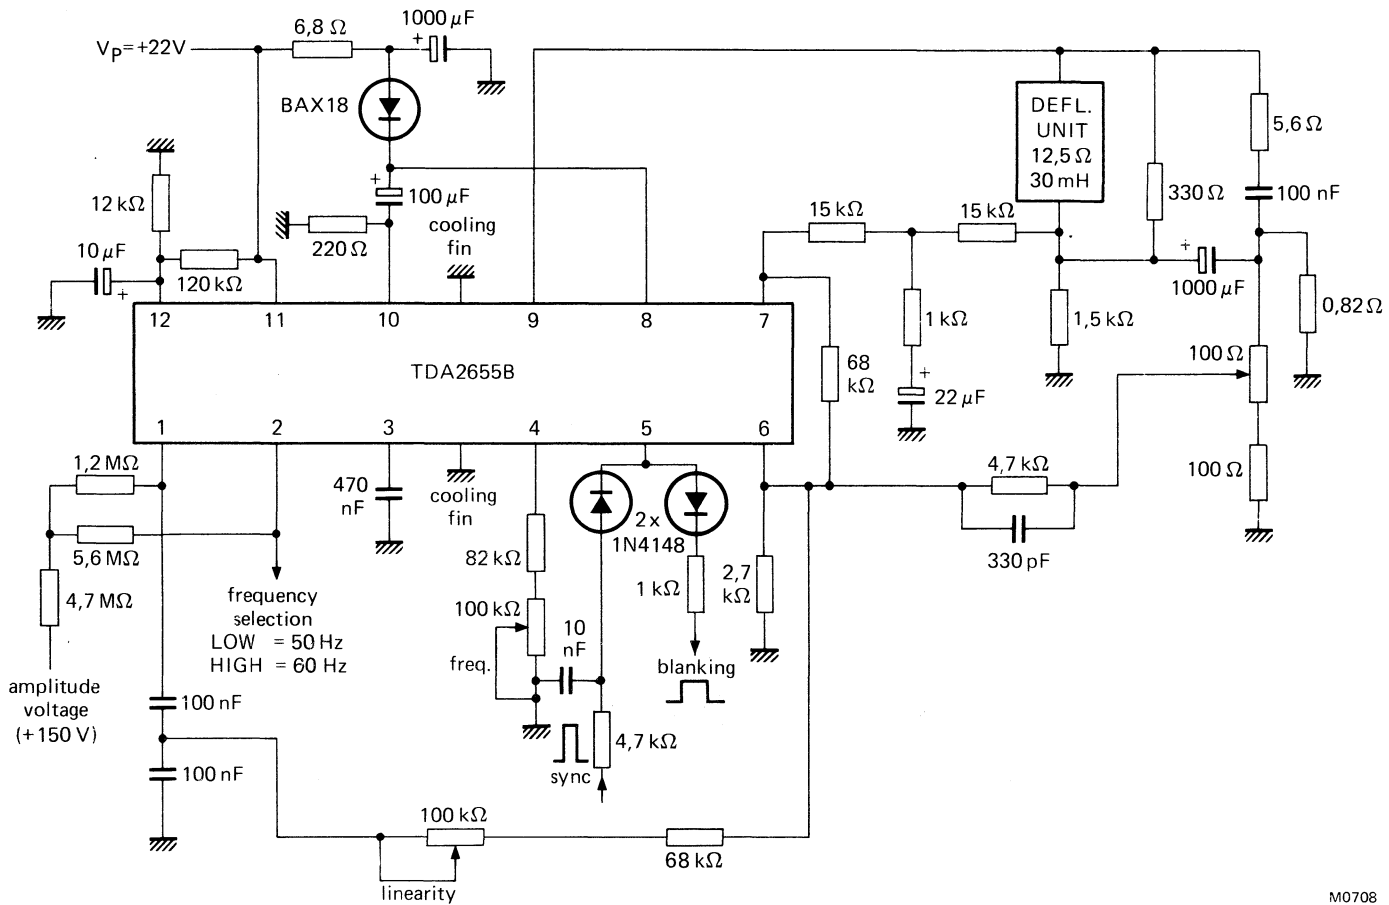 6,8 Ω
1000 μF
+
VP=+22V
BAX18
DEFL.
UNIT
12,5 Ω
30 mH
5,6 Ω
+
100 μF
12 kΩ
330 Ω
100 nF
220 Ω
cooling
fin
15 kΩ
15 kΩ
10 μF
+
120 kΩ
+
1000 μF
0,82 Ω
12
11
10
9
8
7
1 kΩ
1,5 kΩ
TDA2655B
68
kΩ
100 Ω
+
22 μF
1
2
3
4
5
6
1,2 MΩ
470
nF
cooling
fin
4,7 kΩ
100 Ω
2 x
1N4148
5,6 MΩ
82 kΩ
330 pF
4,7 MΩ
frequency
selection
LOW = 50 Hz
HIGH = 60 Hz
1 kΩ
2,7
kΩ
100 kΩ
10
nF
freq.
blanking
amplitude
voltage
(+150 V)
100 nF
4,7 kΩ
sync
100 nF
100 kΩ
68 kΩ
linearity
M0708